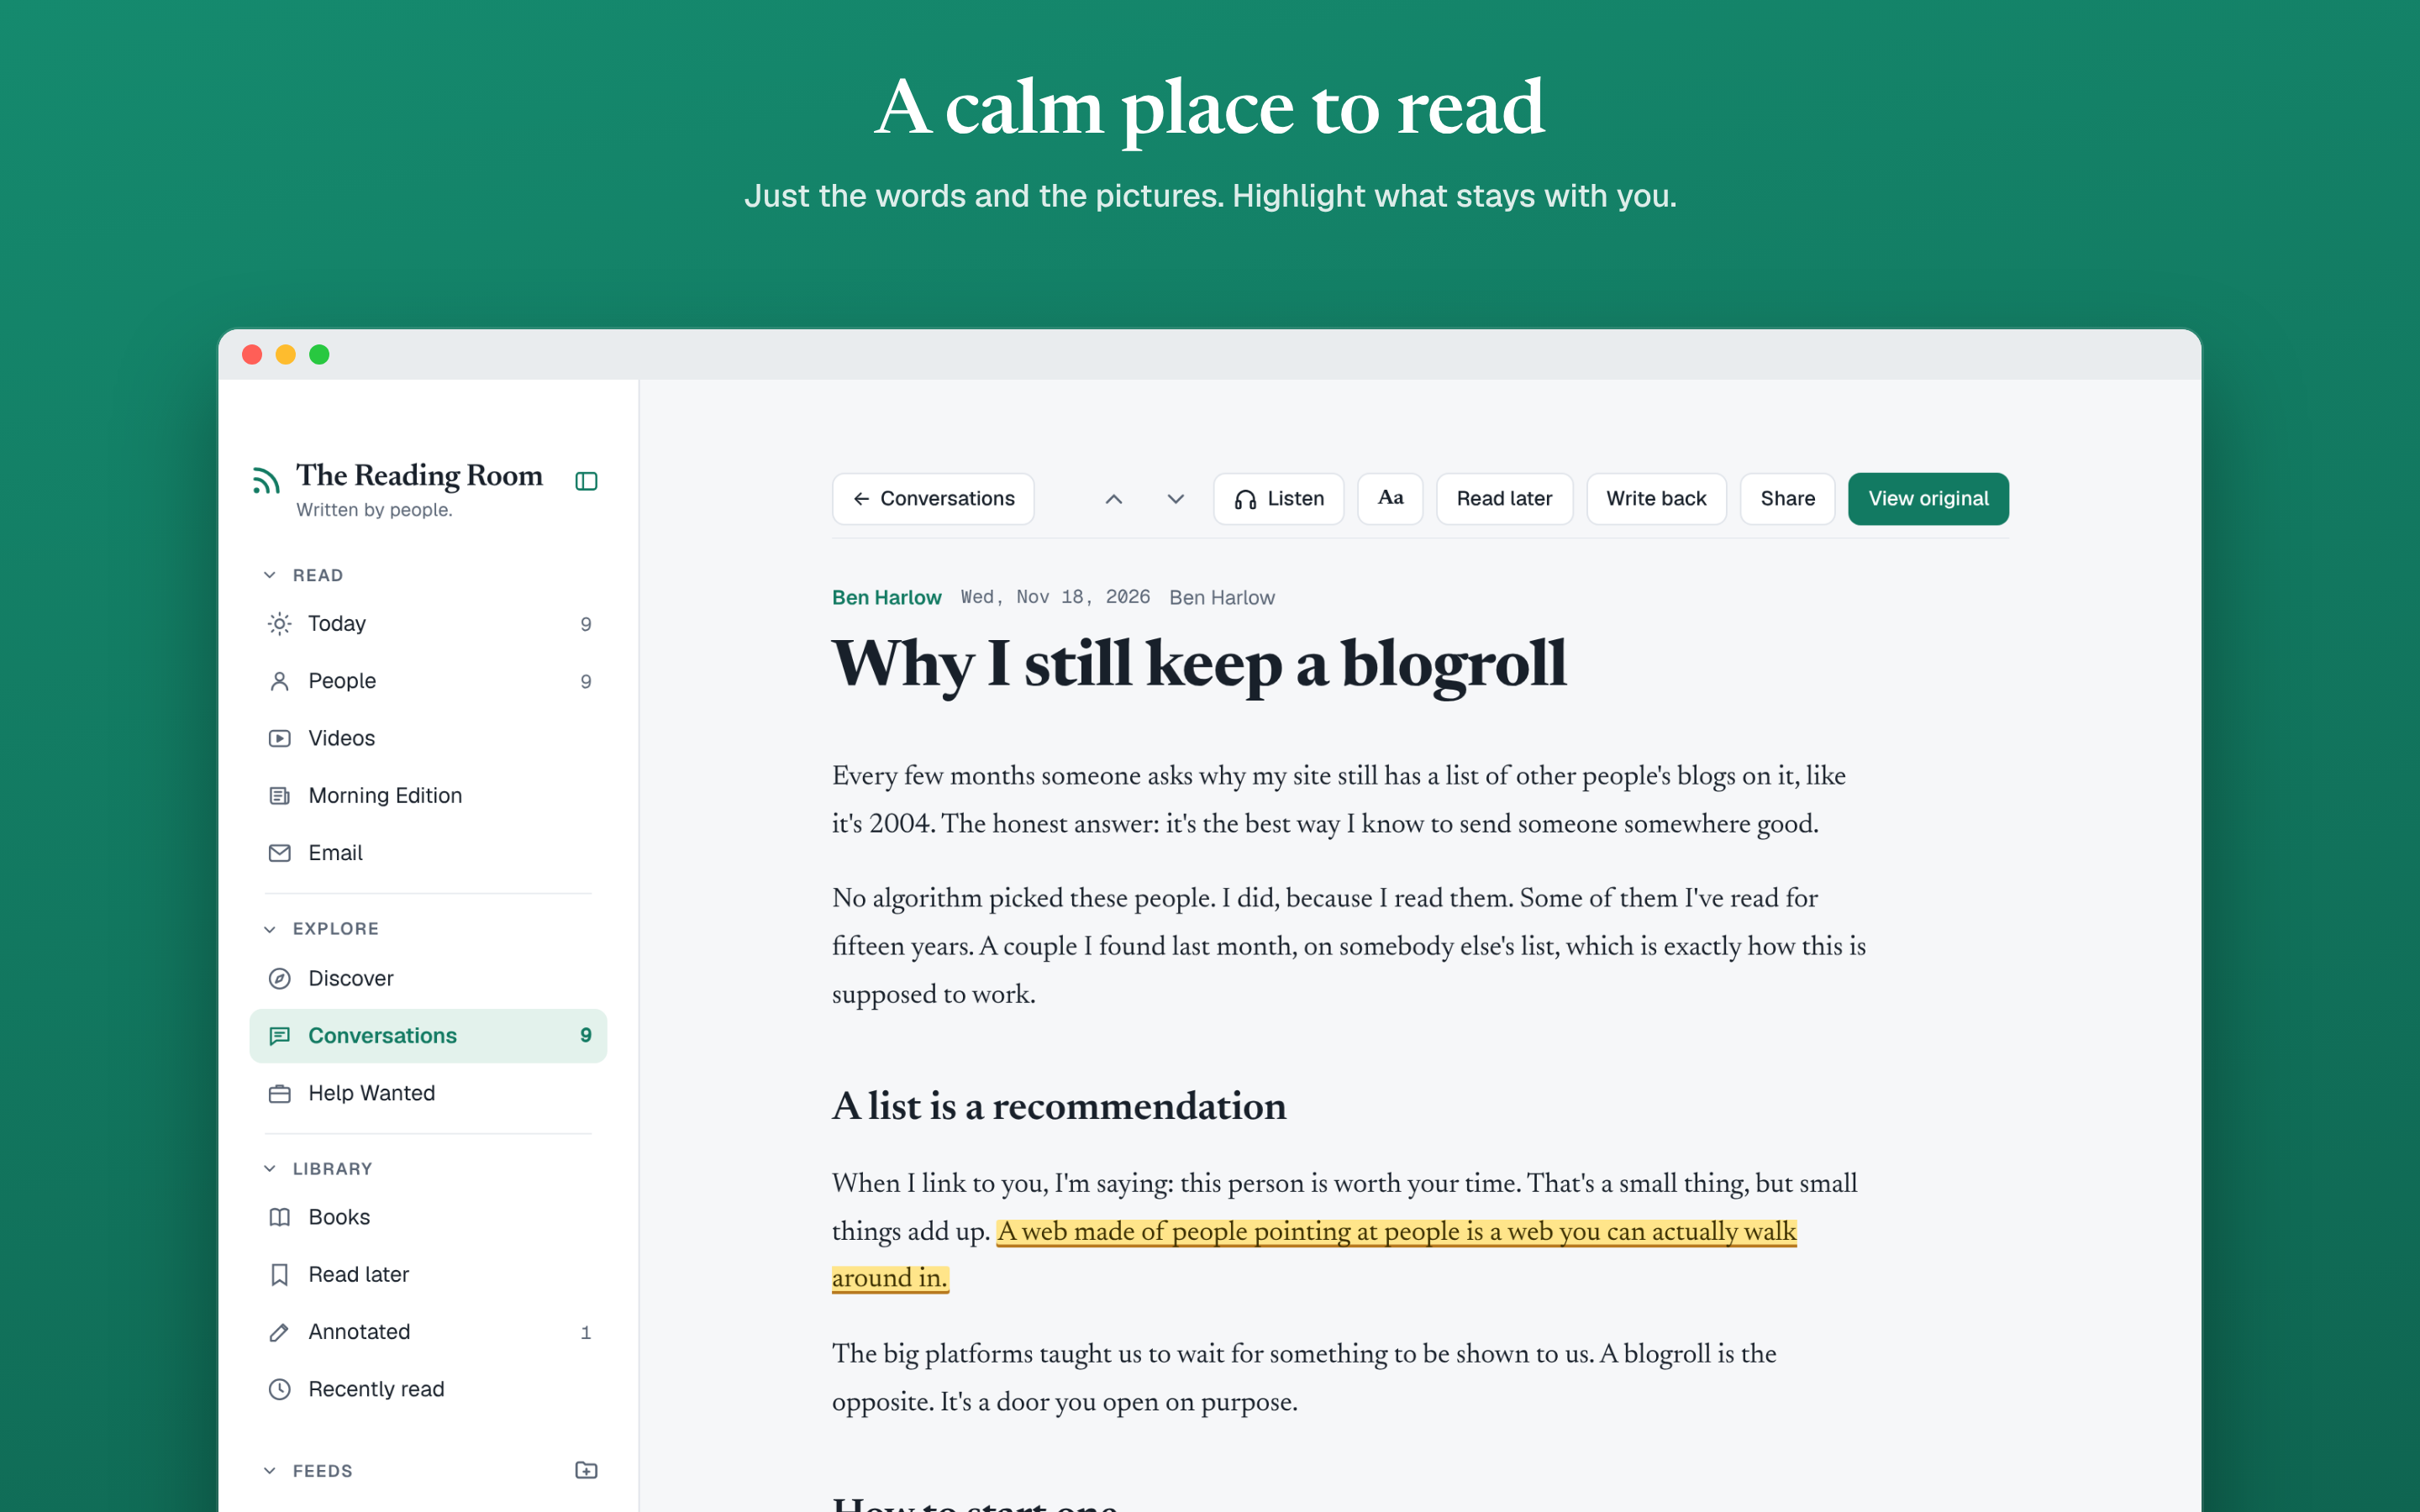 A calm place to read
Just the words and the pictures. Highlight what stays with you.
The Reading Room
Written by people.
READ
Today 9
People 9
Videos
Morning Edition
Email
EXPLORE
Discover
Conversations 9
Help Wanted
LIBRARY
Books
Read later
Annotated 1
Recently read
FEEDS
← Conversations
Listen
Aa
Read later
Write back
Share
View original
Ben Harlow Wed, Nov 18, 2026 Ben Harlow
Why I still keep a blogroll
Every few months someone asks why my site still has a list of other people's blogs on it, like
it's 2004. The honest answer: it's the best way I know to send someone somewhere good.
No algorithm picked these people. I did, because I read them. Some of them I've read for
fifteen years. A couple I found last month, on somebody else's list, which is exactly how this is
supposed to work.
A list is a recommendation
When I link to you, I'm saying: this person is worth your time. That's a small thing, but small
things add up. A web made of people pointing at people is a web you can actually walk
around in.
The big platforms taught us to wait for something to be shown to us. A blogroll is the
opposite. It's a door you open on purpose.
How to start one